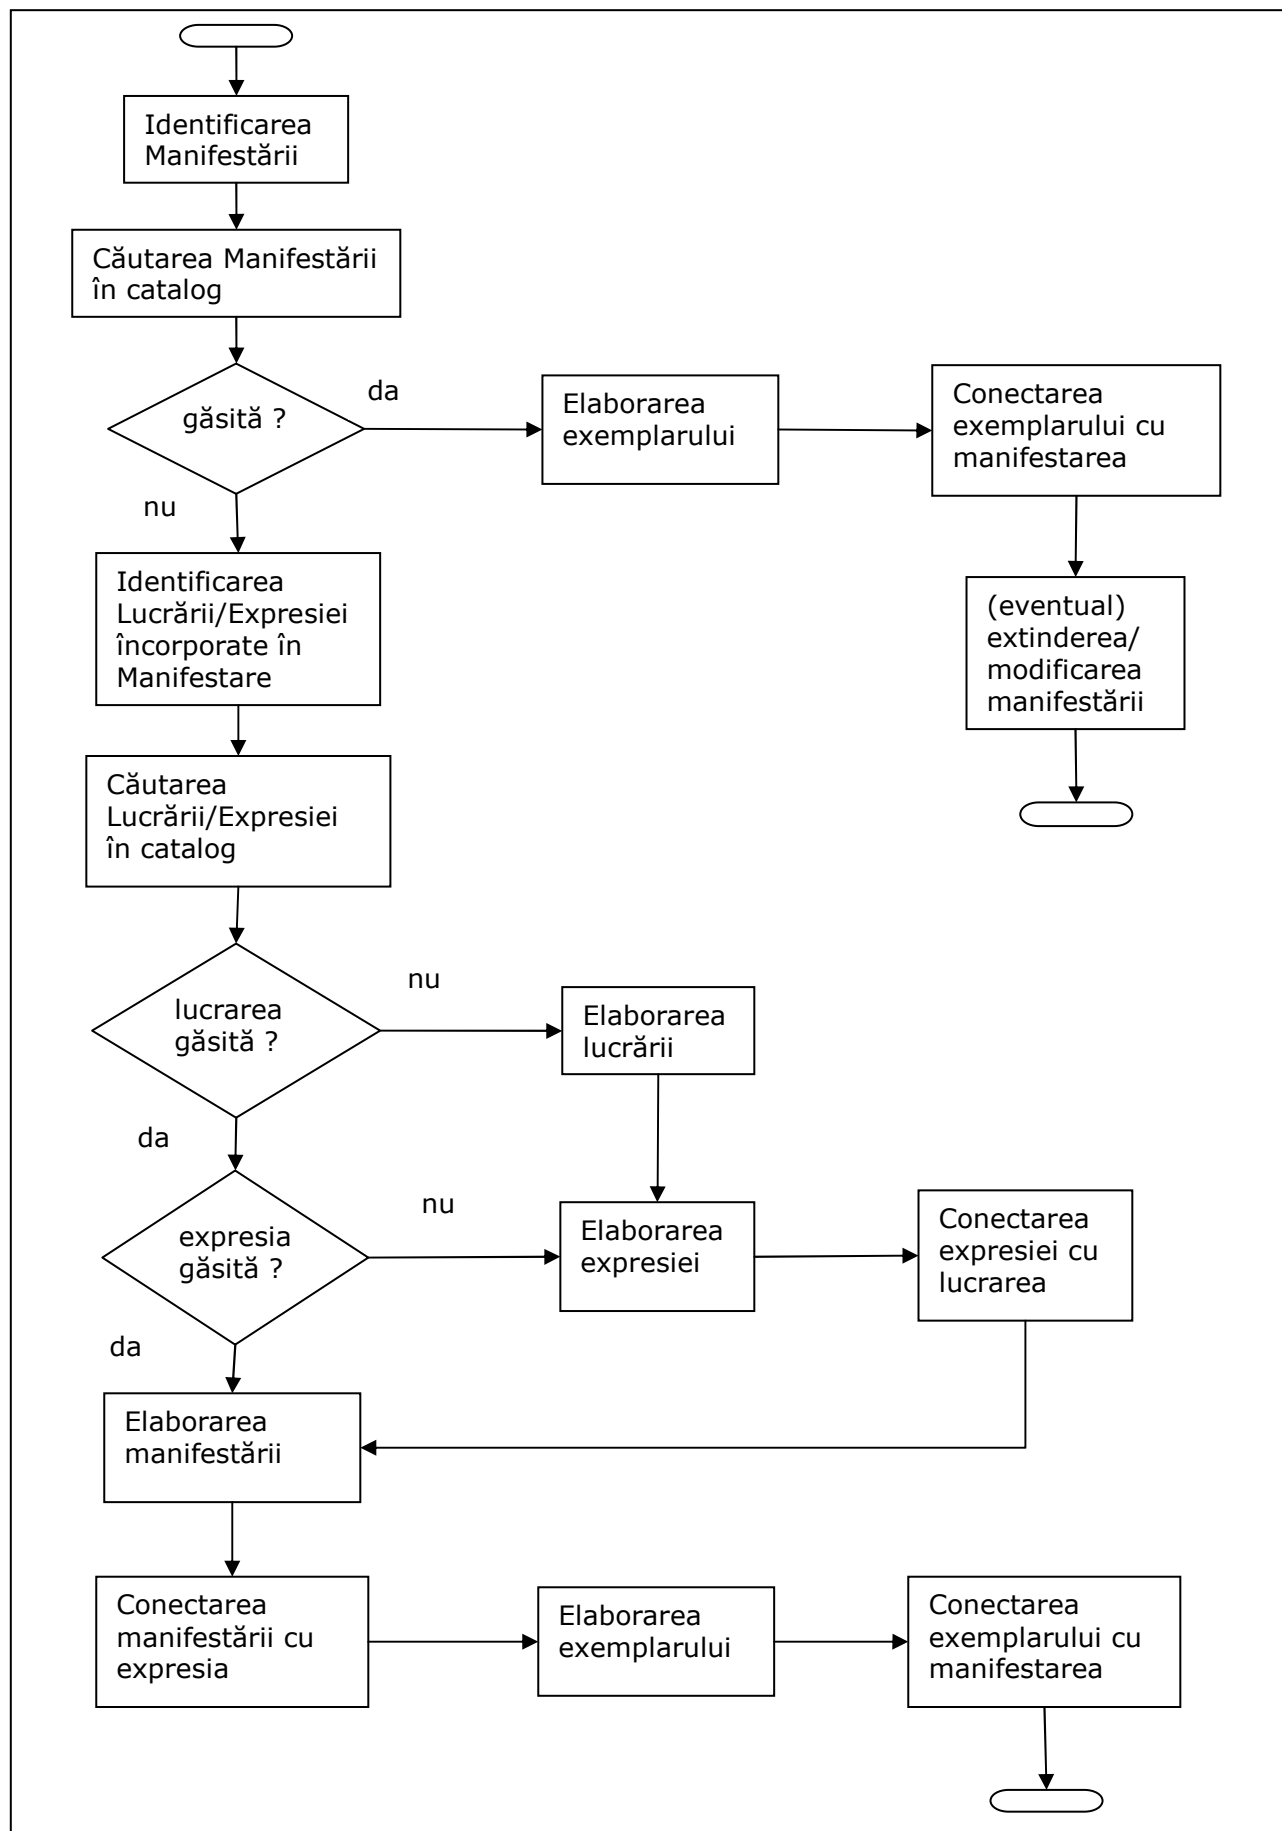 Identificarea
Manifestării
Căutarea Manifestării
în catalog
găsită ?
da
Elaborarea
exemplarului
Conectarea
exemplarului cu
manifestarea
nu
Identificarea
Lucrării/Expresiei
încorporate în
Manifestare
(eventual)
extinderea/
modificarea
manifestării
Căutarea
Lucrării/Expresiei
în catalog
lucrarea
găsită ?
nu
Elaborarea
lucrării
da
expresia
găsită ?
nu
Elaborarea
expresiei
Conectarea
expresiei cu
lucrarea
da
Elaborarea
manifestării
Conectarea
manifestării cu
expresia
Elaborarea
exemplarului
Conectarea
exemplarului cu
manifestarea